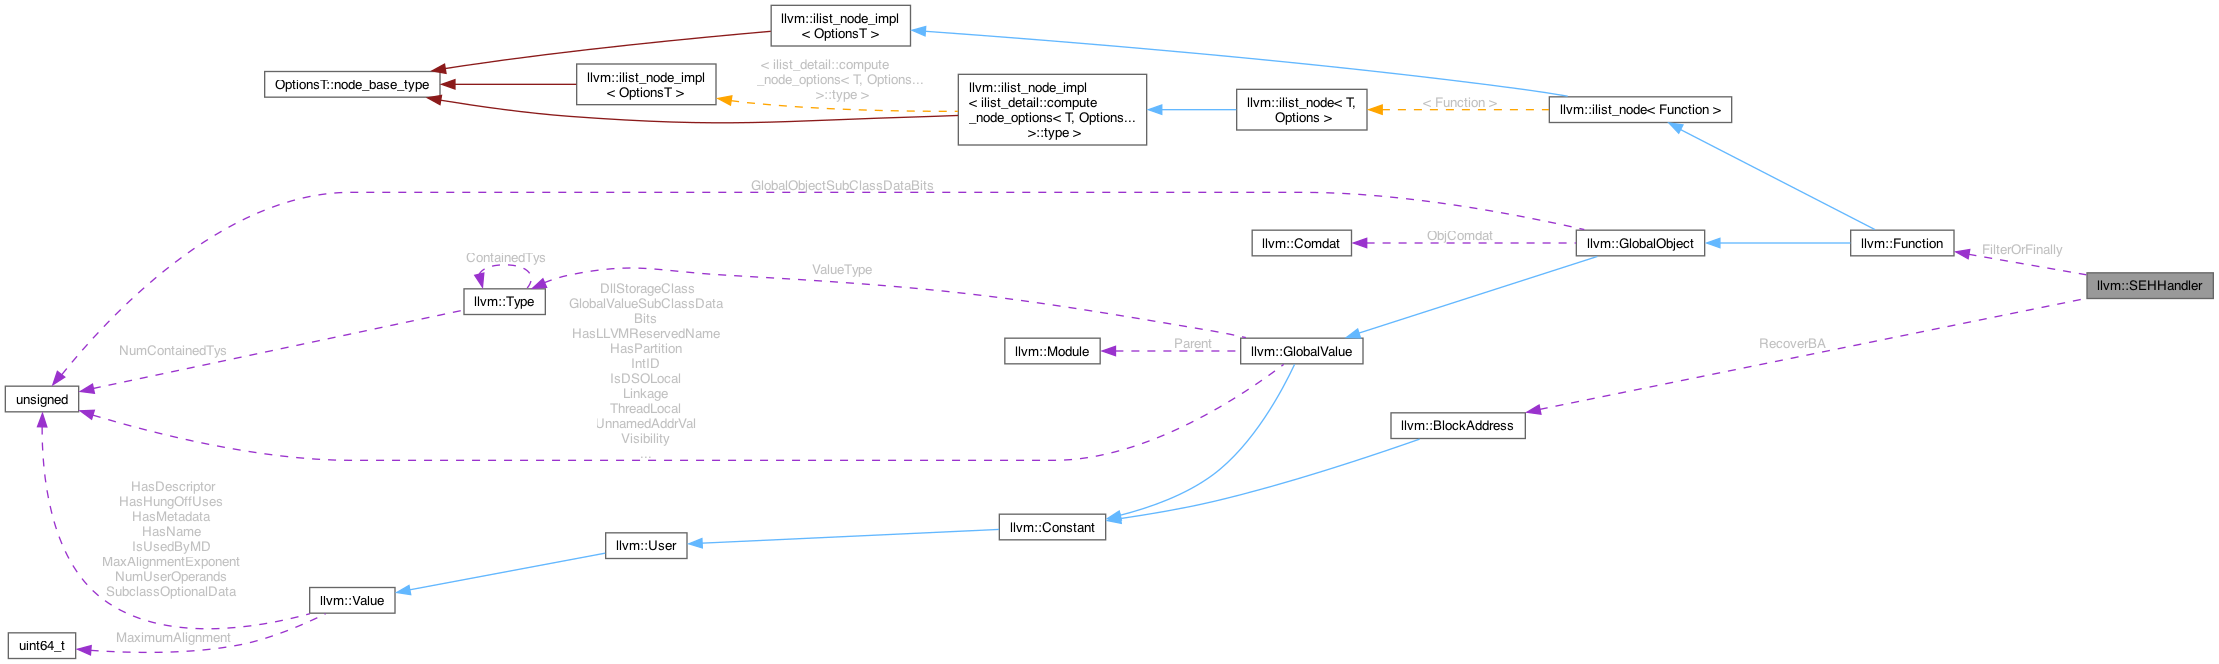 llvm::ilist_node_impl
< OptionsT >
OptionsT::node_base_type
llvm::ilist_node_impl
< OptionsT >
< ilist_detail::compute
_node_options< T, Options...
>::type >
llvm::ilist_node_impl
< ilist_detail::compute
_node_options< T, Options...
>::type >
llvm::ilist_node< T,
Options >
< Function >
llvm::ilist_node< Function >
GlobalObjectSubClassDataBits
llvm::Comdat
ObjComdat
llvm::GlobalObject
llvm::Function
FilterOrFinally
llvm::SEHHandler
ContainedTys
llvm::Type
ValueType
DllStorageClass
GlobalValueSubClassData
Bits
HasLLVMReservedName
HasPartition
IntID
IsDSOLocal
Linkage
ThreadLocal
UnnamedAddrVal
Visibility
...
NumContainedTys
llvm::Module
Parent
llvm::GlobalValue
RecoverBA
unsigned
llvm::BlockAddress
HasDescriptor
HasHungOffUses
HasMetadata
HasName
IsUsedByMD
MaxAlignmentExponent
NumUserOperands
SubclassOptionalData
llvm::Constant
llvm::User
llvm::Value
MaximumAlignment
uint64_t